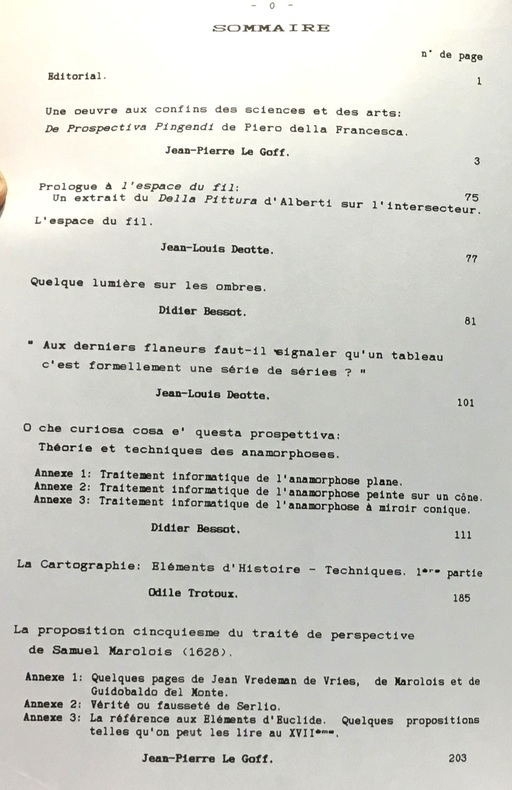 - 0 -
SOMMAIRE
n° de page
Editorial.
1
Une oeuvre aux confins des sciences et des arts:
De Prospectiva Pingendi de Piero della Francesca.
Jean-Pierre Le Goff.
3
Prologue à l'espace du fil:
75
Un extrait du Della Pittura d'Alberti sur l'intersecteur.
L'espace du fil.
Jean-Louis Deotte.
77
Quelque lumière sur les ombres.
Didier Bessot.
81
" Aux derniers flaneurs faut-il signaler qu'un tableau
c'est formellement une série de séries ? "
Jean-Louis Deotte.
101
O che curiosa cosa e' questa prospettiva:
Théorie et techniques des anamorphoses.
Annexe 1: Traitement informatique de l'anamorphose plane.
Annexe 2: Traitement informatique de l'anamorphose peinte sur un cône.
Annexe 3: Traitement informatique de l'anamorphose à miroir conique.
Didier Bessot.
111
La Cartographie: Eléments d'Histoire - Techniques. 1ère partie
Odile Trotoux.
185
La proposition cincquiesme du traité de perspective
de Samuel Marolois (1628).
Annexe 1: Quelques pages de Jean Vredeman de Vries, de Marolois et de
Guidobaldo del Monte.
Annexe 2: Vérité ou fausseté de Serlio.
Annexe 3: La référence aux Eléments d'Euclide. Quelques propositions
telles qu'on peut les lire au XVIIème.
Jean-Pierre Le Goff.
203